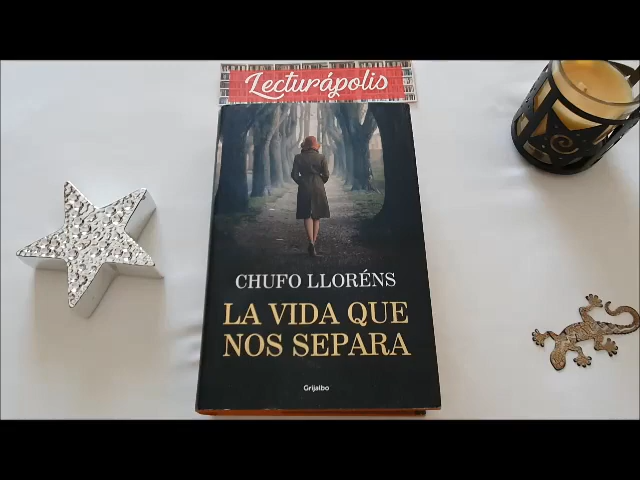 Lecturápolis
CHUFO LLORÉNS
LA VIDA QUE
NOS SEPARA
Grijalbo